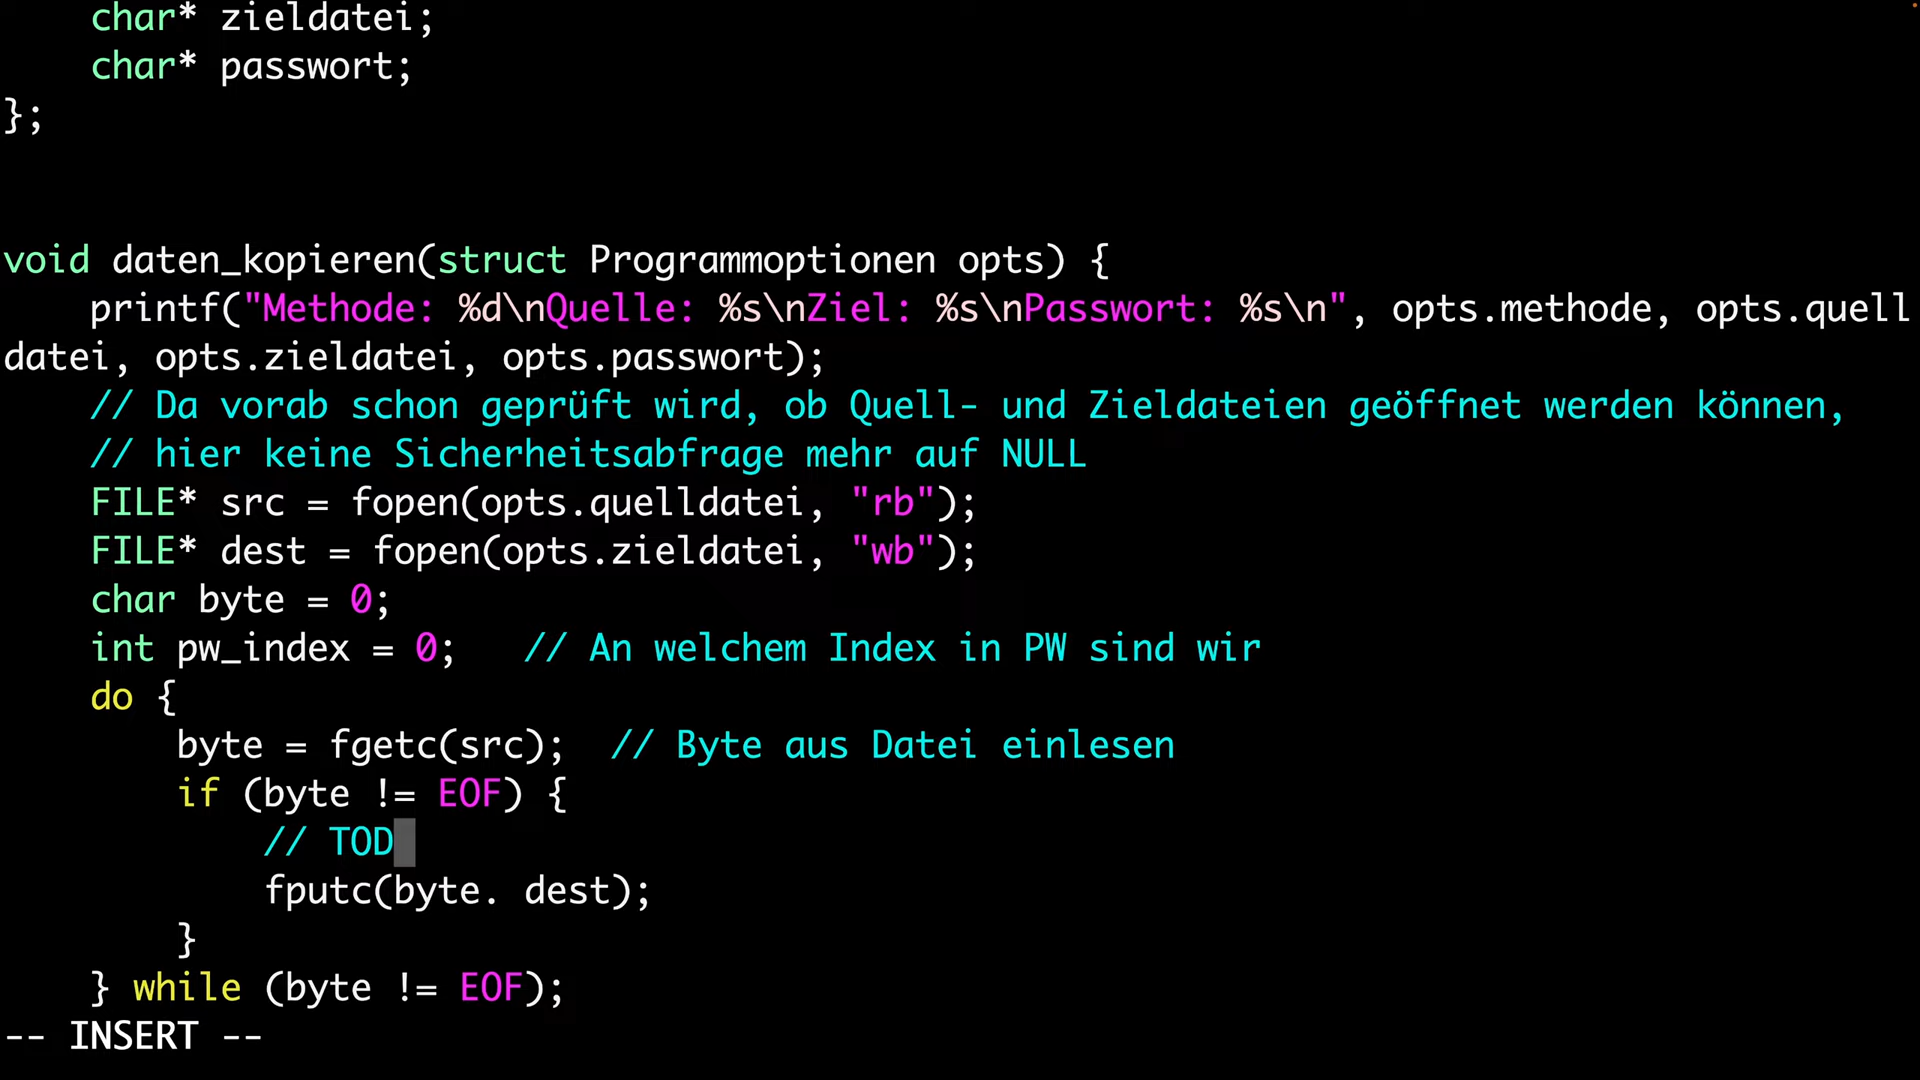 char* zieldatei;
    char* passwort;
};
void daten_kopieren(struct Programmoptionen opts) {
    printf("Methode: %d\nQuelle: %s\nZiel: %s\nPasswort: %s\n", opts.methode, opts.quell
datei, opts.zieldatei, opts.passwort);
    // Da vorab schon geprüft wird, ob Quell- und Zieldateien geöffnet werden können,
    // hier keine Sicherheitsabfrage mehr auf NULL
    FILE* src = fopen(opts.quelldatei, "rb");
    FILE* dest = fopen(opts.zieldatei, "wb");
    char byte = 0;
    int pw_index = 0;   // An welchem Index in PW sind wir
    do {
        byte = fgetc(src);  // Byte aus Datei einlesen
        if (byte != EOF) {
            // TOD
            fputc(byte. dest);
        }
    } while (byte != EOF);
-- INSERT --